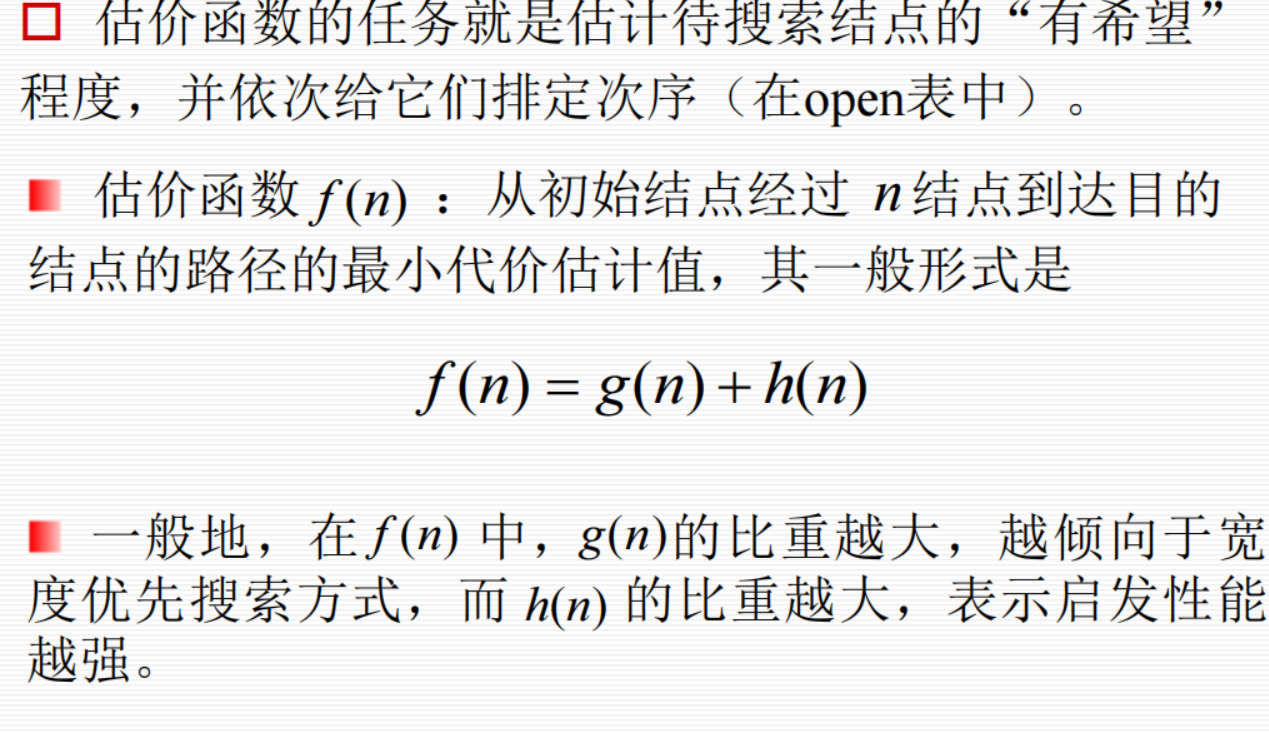 估价函数的任务就是估计待搜索结点的“有希望”
程度，并依次给它们排定次序（在open表中）。
估价函数 f(n) ：从初始结点经过 n 结点到达目的
结点的路径的最小代价估计值，其一般形式是
f(n) = g(n) + h(n)
一般地，在 f(n) 中，g(n)的比重越大，越倾向于宽
度优先搜索方式，而 h(n) 的比重越大，表示启发性能
越强。